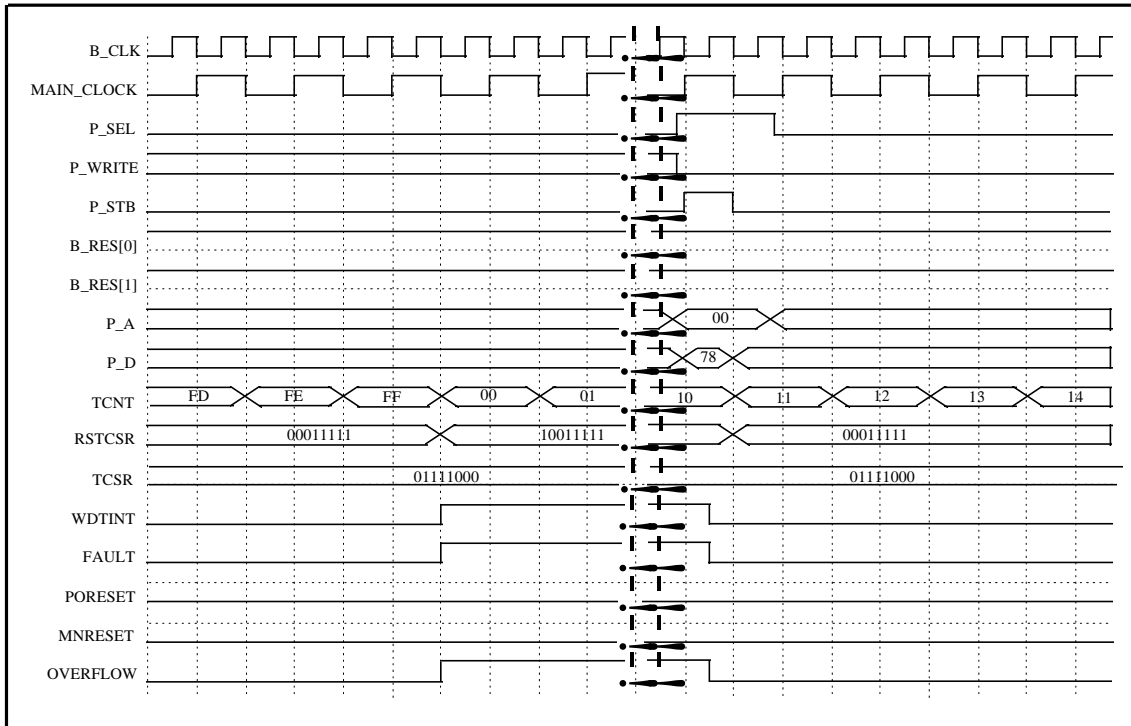 B_CLK
MAIN_CLOCK
P_SEL
P_WRITE
P_STB
B_RES[0]
B_RES[1]
P_A 00
P_D 78
TCNT FD FE FF 00 01 10 11 12 13 14
RSTCSR 00011111 10011111 00011111
TCSR 01111000 01111000
WDTINT
FAULT
PORESET
MNRESET
OVERFLOW